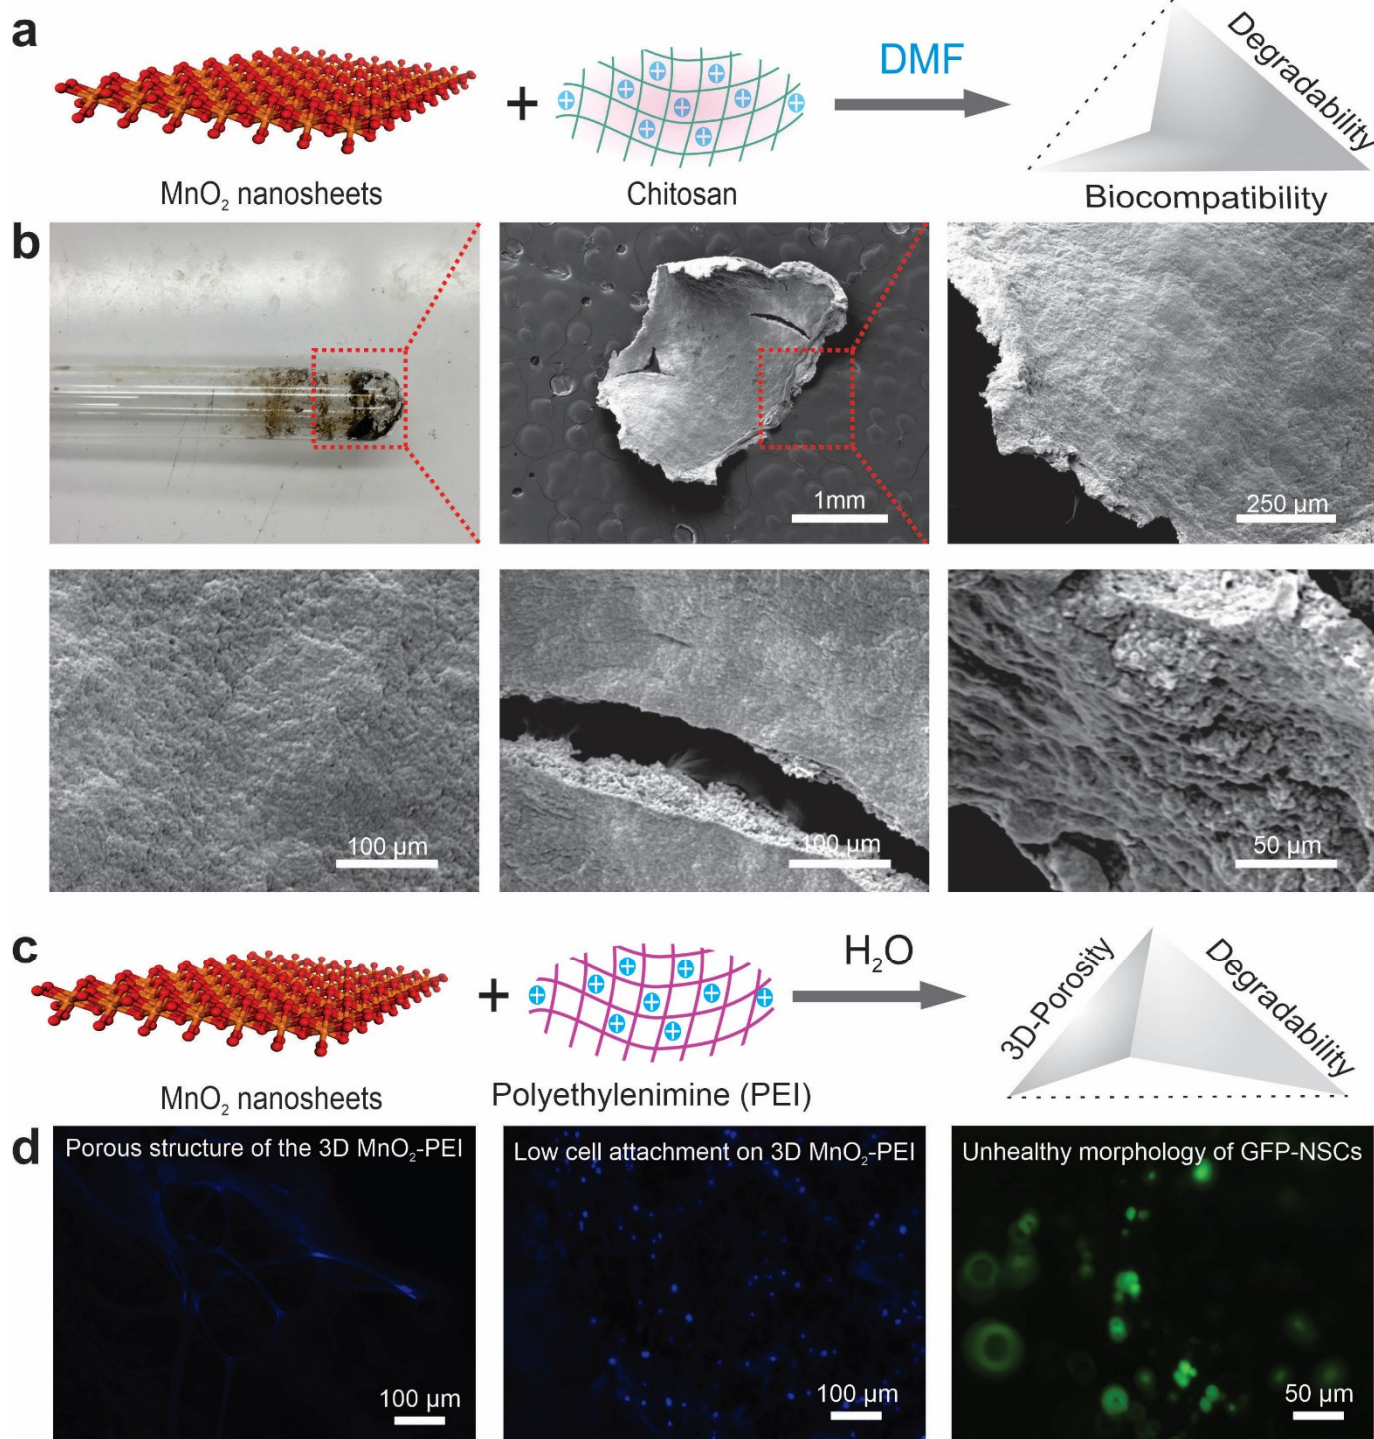 a
DMF
Degradability
+
MnO₂ nanosheets
Chitosan
Biocompatibility
b
1mm
250 µm
100 µm
100 µm
50 µm
c
H₂O
3D-Porosity
Degradability
+
MnO₂ nanosheets
Polyethylenimine (PEI)
d
Porous structure of the 3D MnO₂-PEI
Low cell attachment on 3D MnO₂-PEI
Unhealthy morphology of GFP-NSCs
100 µm
100 µm
50 µm